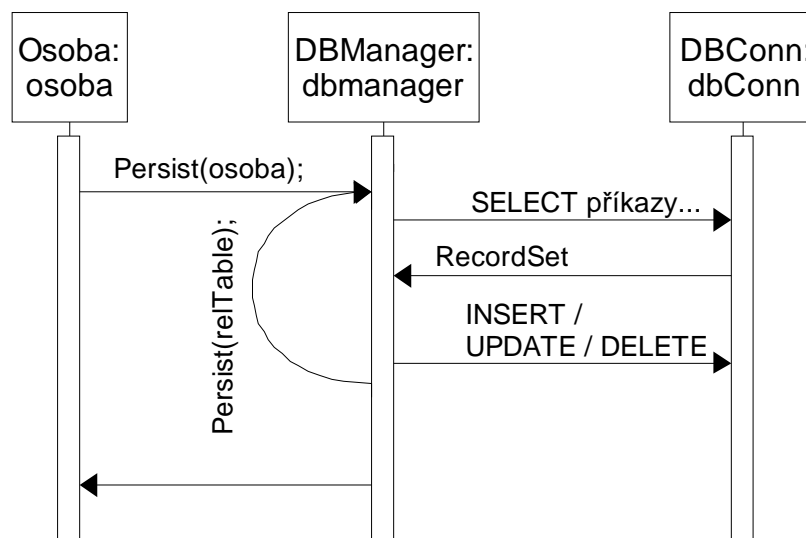 Osoba:
osoba
DBManager:
dbmanager
DBConn:
dbConn
Persist(osoba);
SELECT příkazy...
Persist(relTable);
RecordSet
INSERT /
UPDATE / DELETE